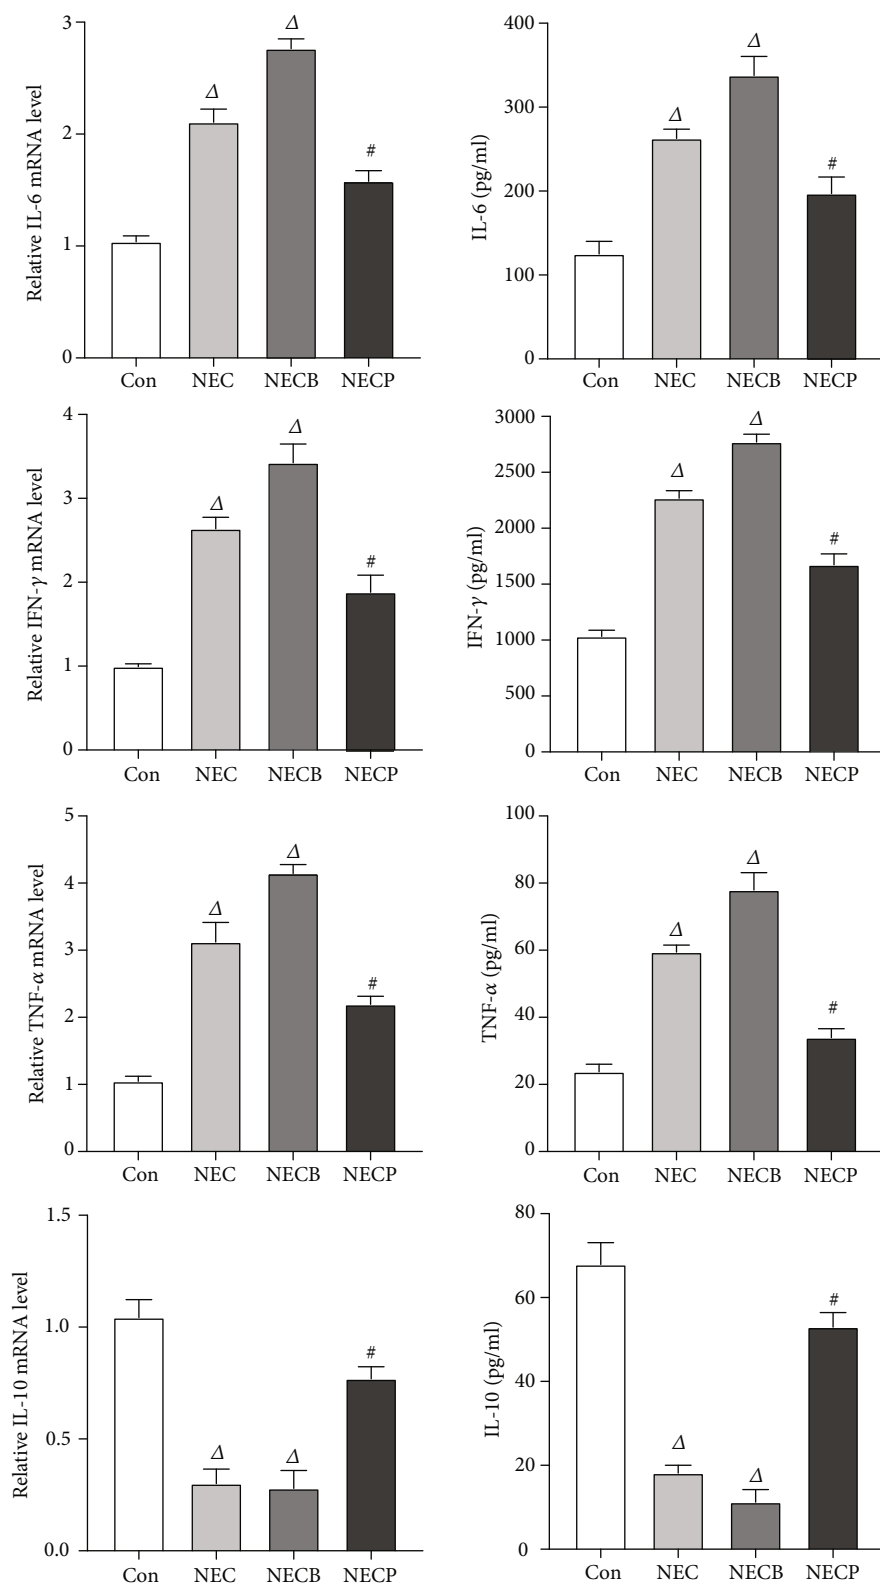 Relative IL-6 mRNA level
3
2
1
0
Δ
Δ
#
Con NEC NECB NECP
IL-6 (pg/ml)
400
300
200
100
0
Δ
Δ
#
Con NEC NECB NECP
Relative IFN-γ mRNA level
4
3
2
1
0
Δ
Δ
#
Con NEC NECB NECP
IFN-γ (pg/ml)
3000
2500
2000
1500
1000
500
0
Δ
Δ
#
Con NEC NECB NECP
Relative TNF-α mRNA level
5
4
3
2
1
0
Δ
Δ
#
Con NEC NECB NECP
TNF-α (pg/ml)
100
80
60
40
20
0
Δ
Δ
#
Con NEC NECB NECP
Relative IL-10 mRNA level
1.5
1.0
0.5
0.0
Δ
Δ
#
Con NEC NECB NECP
IL-10 (pg/ml)
80
60
40
20
0
Δ
Δ
#
Con NEC NECB NECP